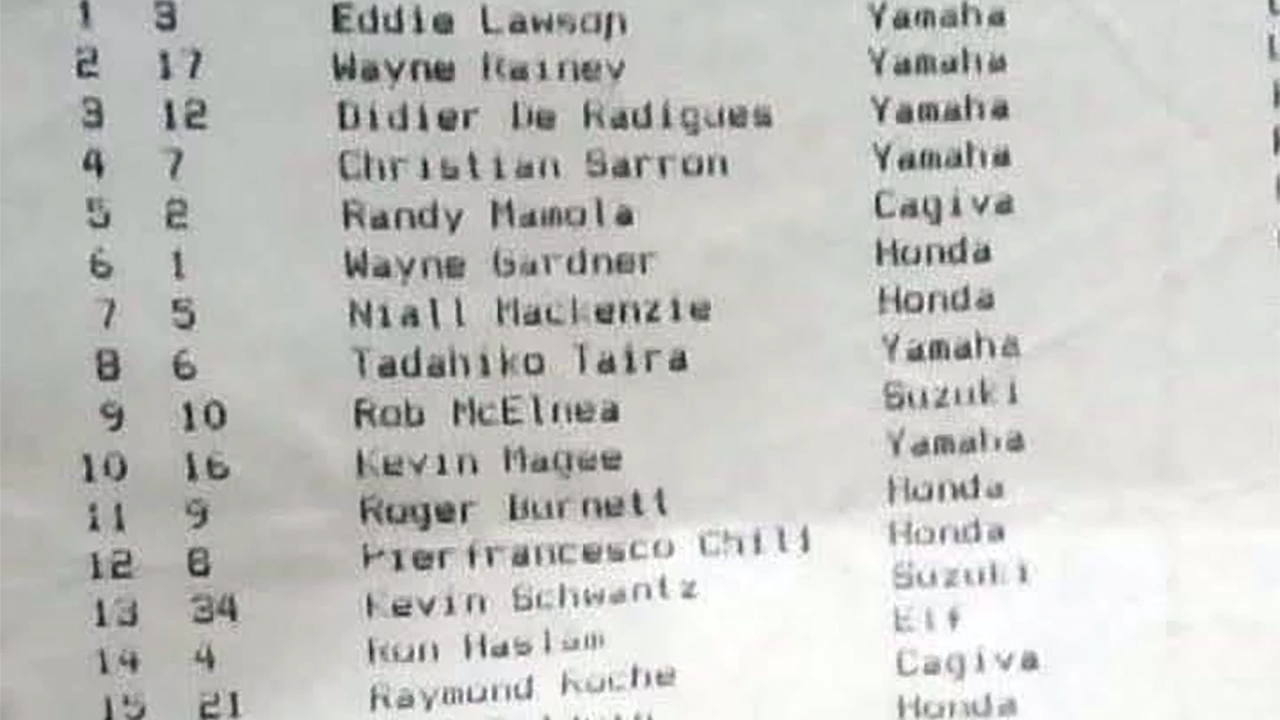 1 3 Eddie Lawson Yamaha
2 17 Wayne Rainey Yamaha
3 12 Didier De Radigues Yamaha
4 7 Christian Sarron Yamaha
5 2 Randy Mamola Cagiva
6 1 Wayne Gardner Honda
7 5 Niall Mackenzie Honda
8 6 Tadahiko Taira Yamaha
9 10 Rob McElnea Suzuki
10 16 Kevin Magee Yamaha
11 9 Roger Burnett Honda
12 8 Pierfrancesco Chili Honda
13 34 Kevin Schwantz Suzuki
14 4 Ron Haslam Elf
15 21 Raymond Roche Cagiva
Honda